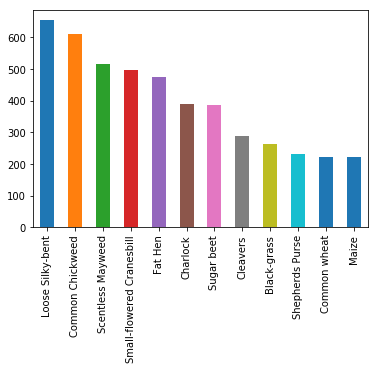 600
500
400
300
200
100
0
Loose Silky-bent
Common Chickweed
Scentless Mayweed
Small-flowered Cranesbill
Fat Hen
Charlock
Sugar beet
Cleavers
Black-grass
Shepherds Purse
Common wheat
Maize